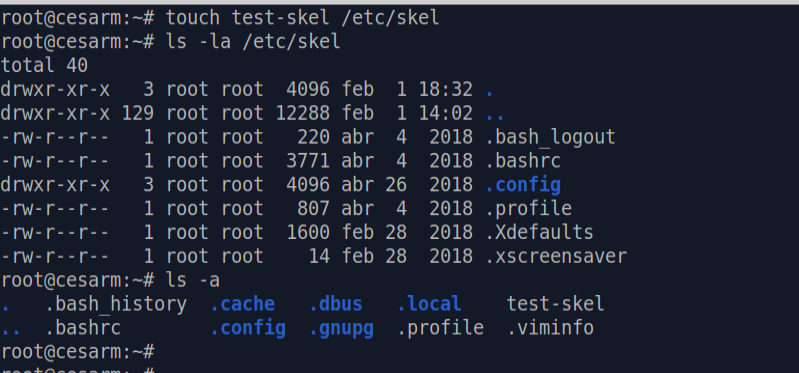 root@cesarm:~# touch test-skel /etc/skel
root@cesarm:~# ls -la /etc/skel
total 40
drwxr-xr-x   3 root root  4096 feb  1 18:32 .
drwxr-xr-x 129 root root 12288 feb  1 14:02 ..
-rw-r--r--   1 root root   220 abr  4  2018 .bash_logout
-rw-r--r--   1 root root  3771 abr  4  2018 .bashrc
drwxr-xr-x   3 root root  4096 abr 26  2018 .config
-rw-r--r--   1 root root   807 abr  4  2018 .profile
-rw-r--r--   1 root root  1600 feb 28  2018 .Xdefaults
-rw-r--r--   1 root root    14 feb 28  2018 .xscreensaver
root@cesarm:~# ls -a
.   .bash_history  .cache   .dbus   .local    test-skel
..  .bashrc        .config  .gnupg  .profile  .viminfo
root@cesarm:~#